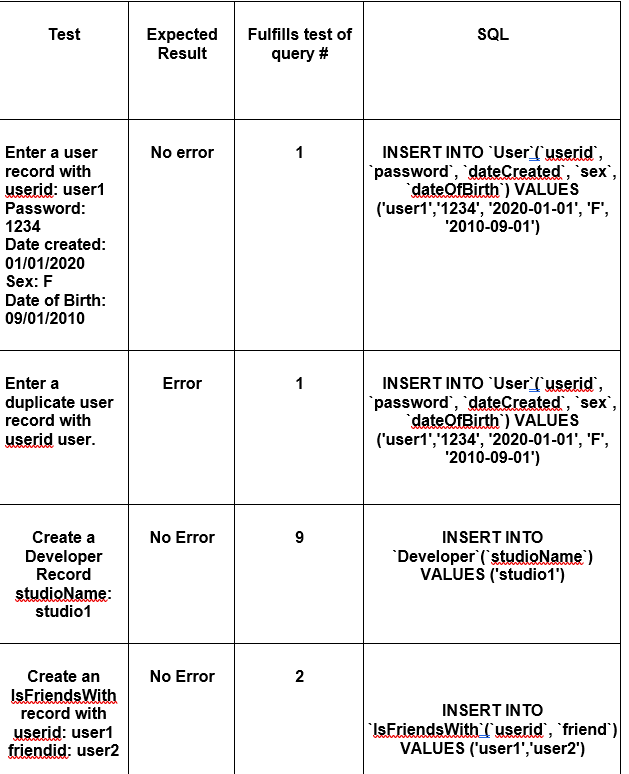 Test
Expected
Result
Fulfills test of
query #
SQL
Enter a user
record with
userid: user1
Password:
1234
Date created:
01/01/2020
Sex: F
Date of Birth:
09/01/2010
No error
1
INSERT INTO `User`(`userid`,
`password`, `dateCreated`, `sex`,
`dateOfBirth`) VALUES
('user1','1234', '2020-01-01', 'F',
'2010-09-01')
Enter a
duplicate user
record with
userid user.
Error
1
INSERT INTO `User`(`userid`,
`password`, `dateCreated`, `sex`,
`dateOfBirth`) VALUES
('user1','1234', '2020-01-01', 'F',
'2010-09-01')
Create a
Developer
Record
studioName:
studio1
No Error
9
INSERT INTO
`Developer`(`studioName`)
VALUES ('studio1')
Create an
IsFriendsWith
record with
userid: user1
friendid: user2
No Error
2
INSERT INTO
`IsFriendsWith`(`userid`, `friend`)
VALUES ('user1','user2')